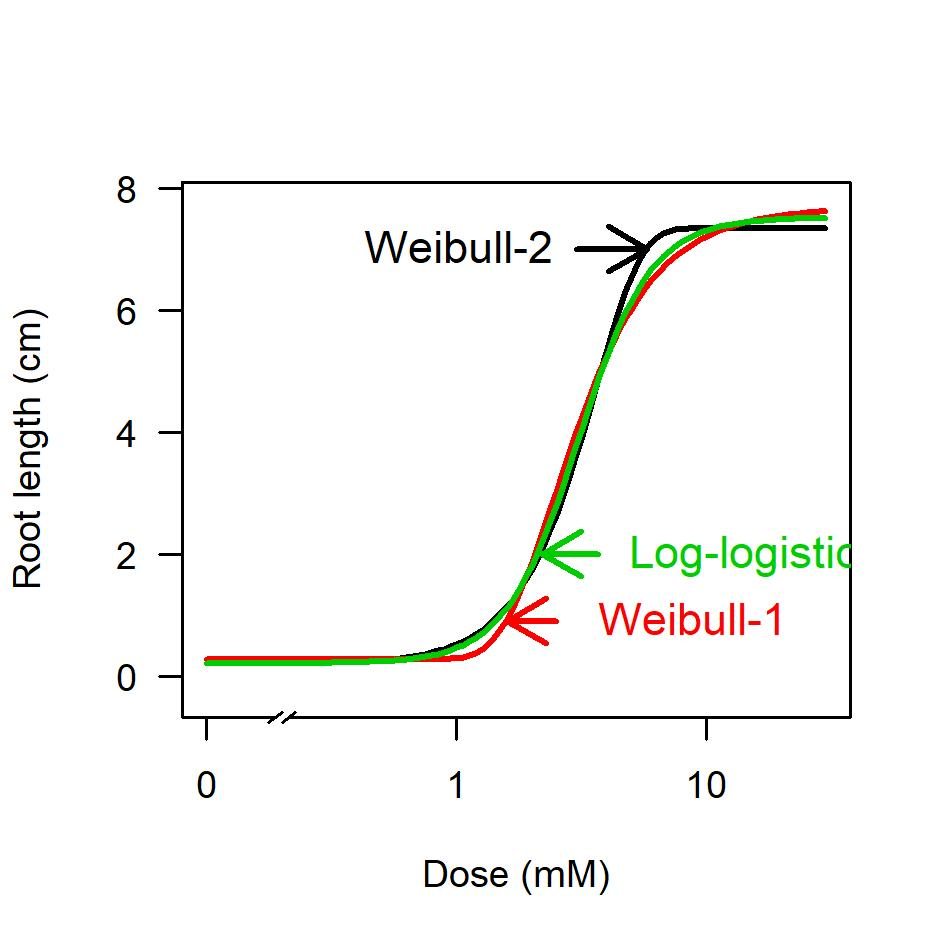 8
Weibull-2
6
Root length (cm)
4
2
Log-logistic
Weibull-1
0
0 1 10
Dose (mM)